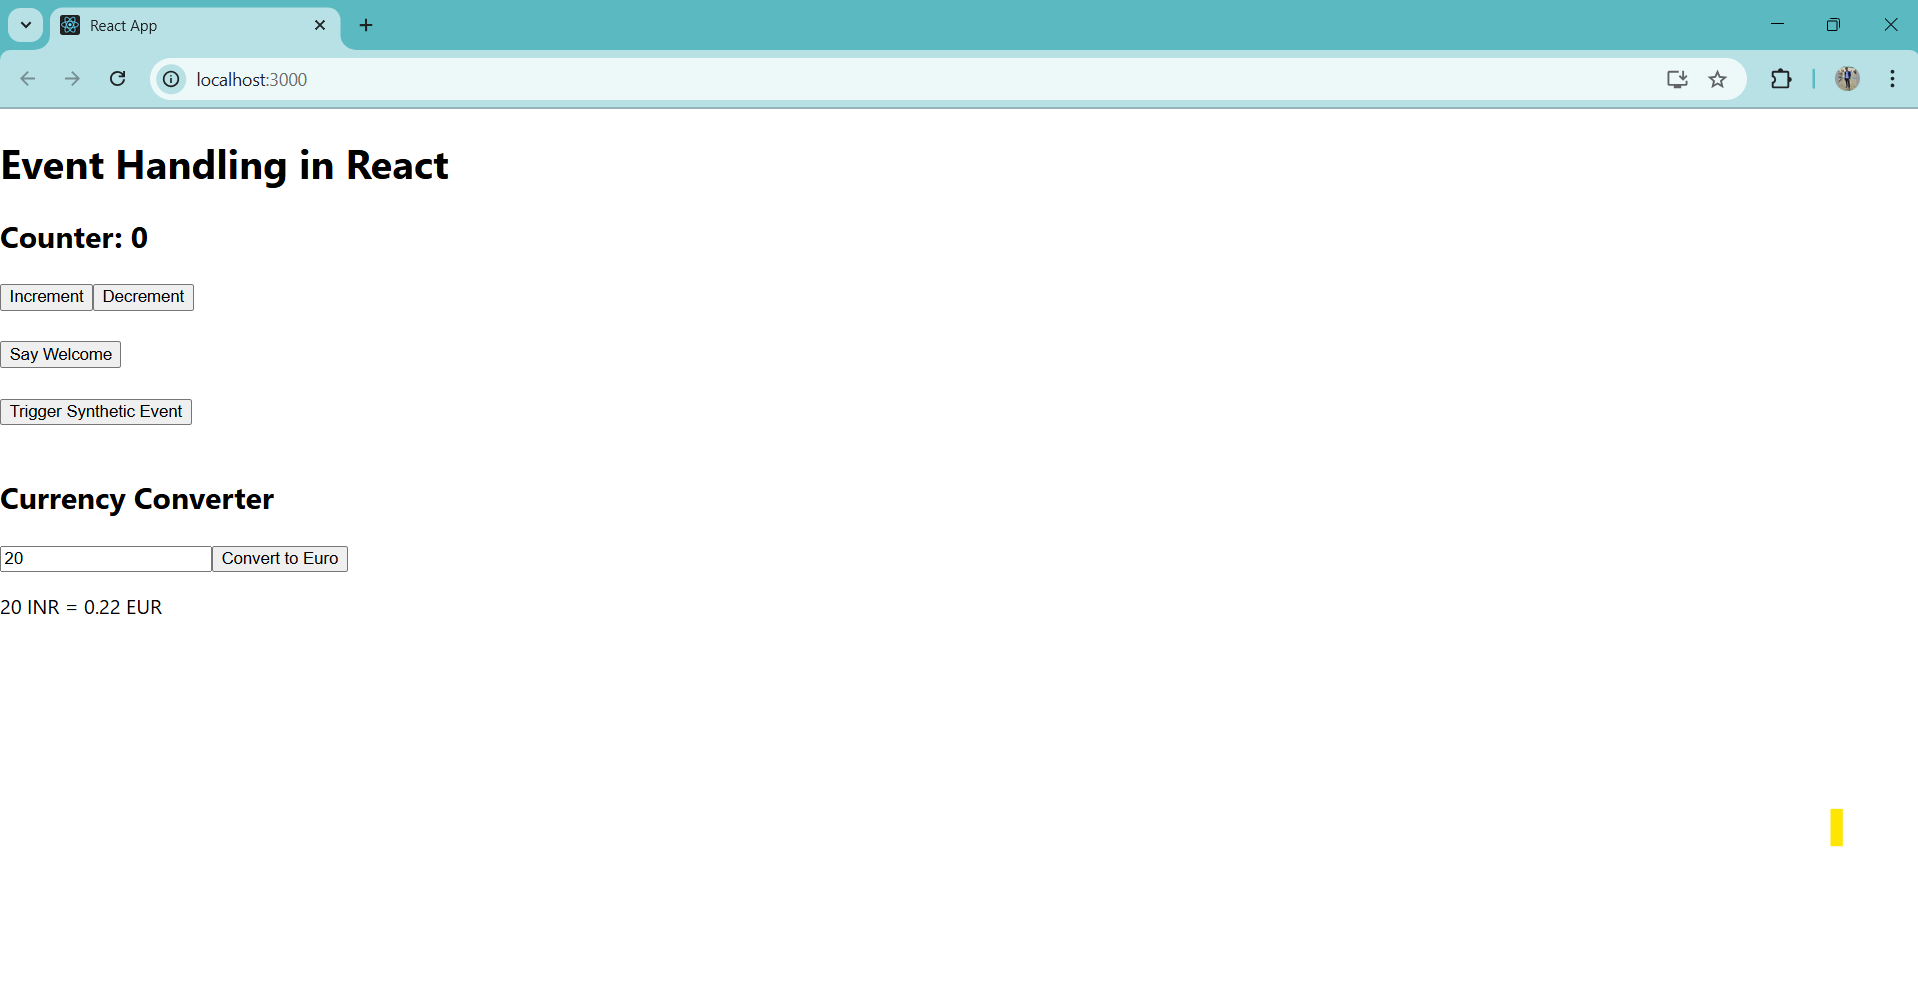 React App
localhost:3000
Event Handling in React
Counter: 0
Increment Decrement
Say Welcome
Trigger Synthetic Event
Currency Converter
20 Convert to Euro
20 INR = 0.22 EUR